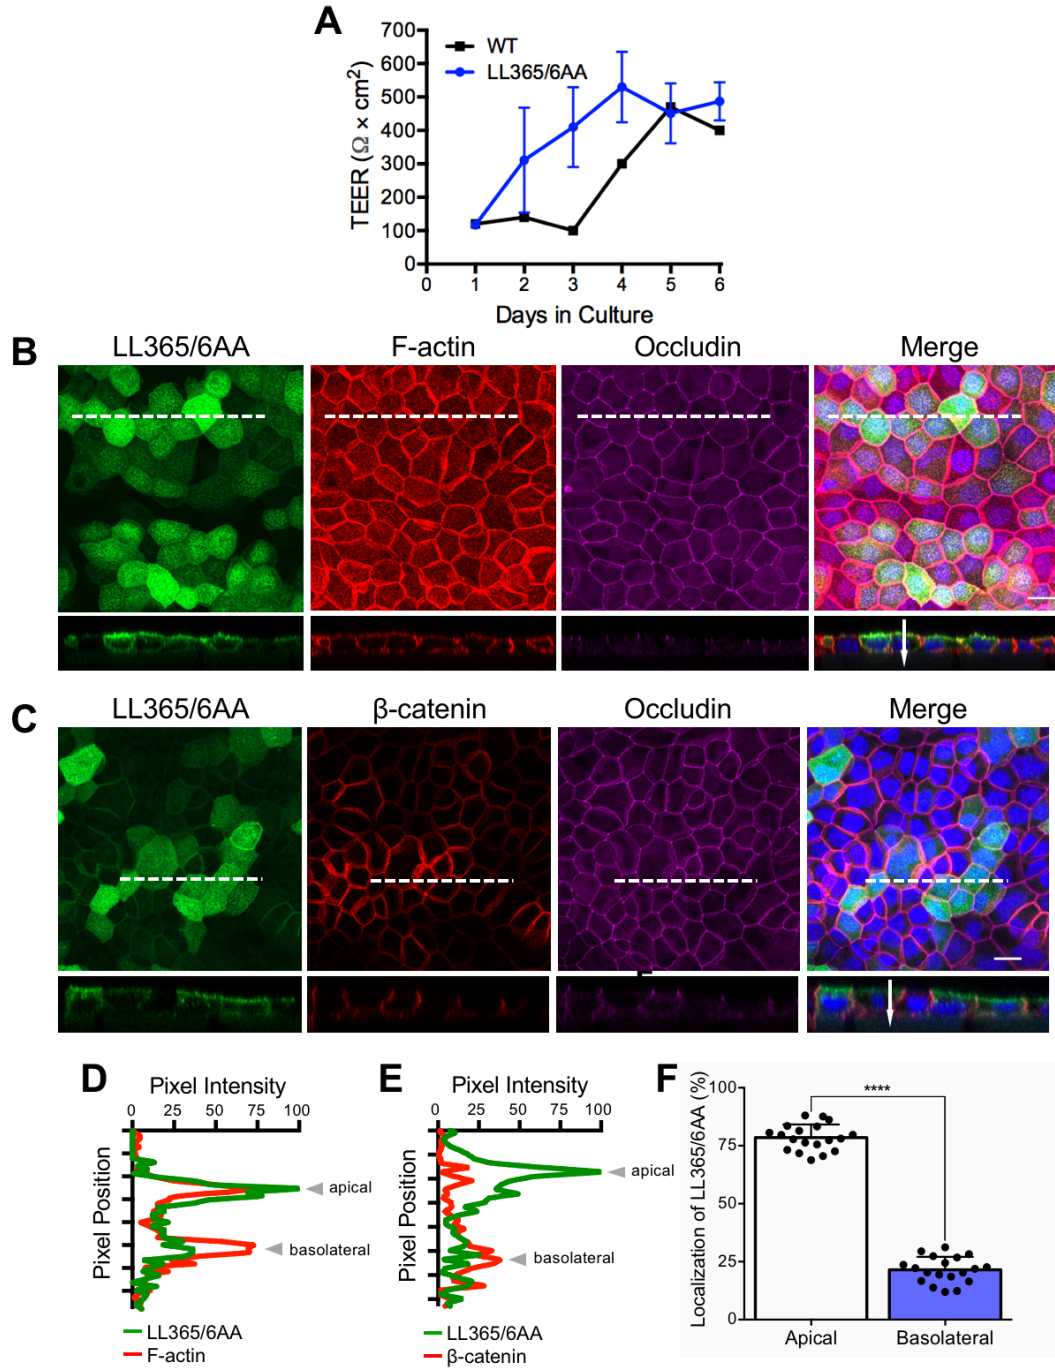 A
TEER (Ω × cm²)
700
600
500
400
300
200
100
0
WT
LL365/6AA
0 1 2 3 4 5 6
Days in Culture
B
LL365/6AA F-actin Occludin Merge
C
LL365/6AA β-catenin Occludin Merge
D
Pixel Intensity
0 25 50 75 100
Pixel Position
apical
basolateral
LL365/6AA
F-actin
E
Pixel Intensity
0 25 50 75 100
Pixel Position
apical
basolateral
LL365/6AA
β-catenin
F
Localization of LL365/6AA (%)
100
75
50
25
0
****
Apical Basolateral